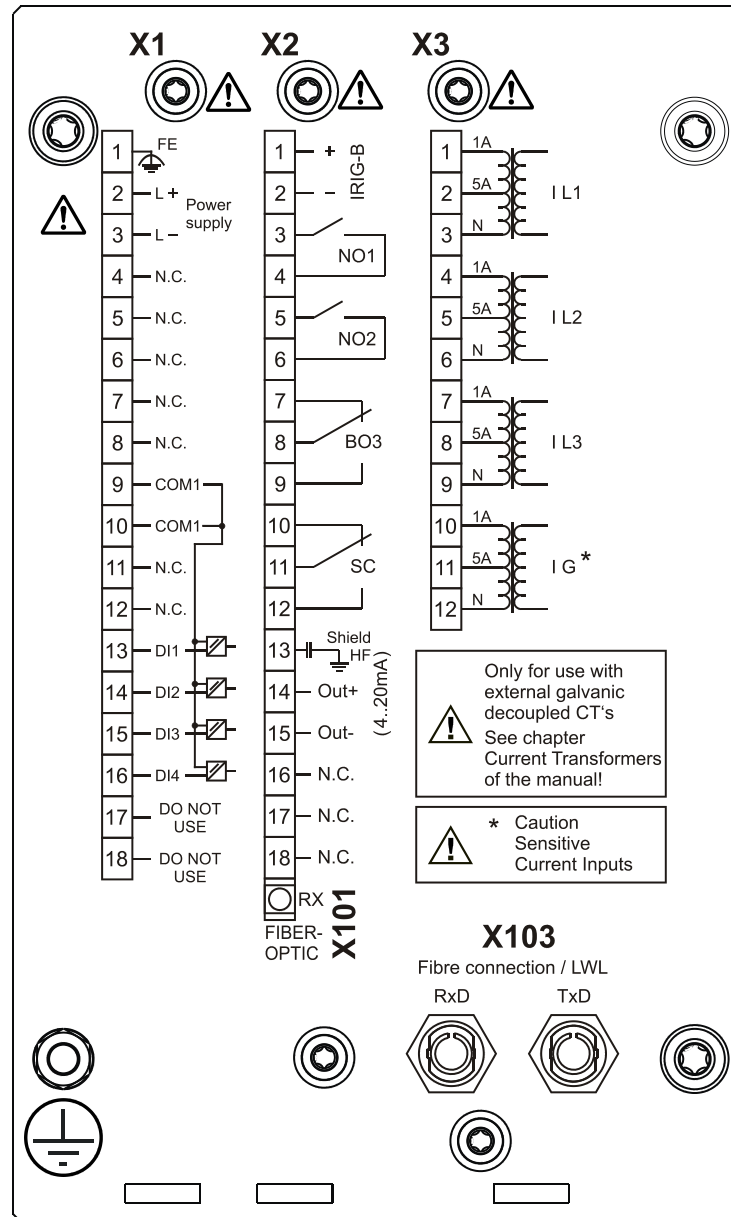 X1
X2
X3
1 FE
2 L+ Power
supply
3 L−
4 N.C.
5 N.C.
6 N.C.
7 N.C.
8 N.C.
9 COM1
10 COM1
11 N.C.
12 N.C.
13 DI1
14 DI2
15 DI3
16 DI4
17 DO NOT
USE
18 DO NOT
USE
1 +
2 −
IRIG-B
3
NO1
4
5
NO2
6
7
8 BO3
9
10
11 SC
12
13 Shield
HF
14 Out+
15 Out-
(4..20mA)
16 N.C.
17 N.C.
18 N.C.
RX
FIBER-
OPTIC
X101
1 1A
2 5A I L1
3 N
4 1A
5 5A I L2
6 N
7 1A
8 5A I L3
9 N
10 1A
11 5A I G *
12 N
Only for use with
external galvanic
decoupled CT‘s
See chapter
Current Transformers
of the manual!
* Caution
Sensitive
Current Inputs
X103
Fibre connection / LWL
RxD TxD